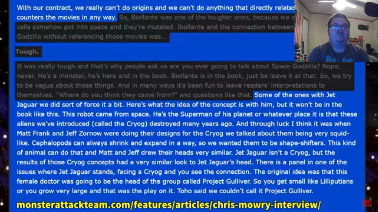 With our contract, we really can't do origins and we can't do anything that directly relates
counters the movies in any way. So, Biollante was one of the tougher ones, because we
calls somehow got into space and they're mutated. Biollante and the connection between
Godzilla without referencing those movies was...
Tough.
It was really tough and that's why people ask us are you ever going to talk about Space Godzilla? Nope,
never. He's a monster, he's here and in the book. Biollante is in the book, just be leave it at that. So, we try
to be vague about those things. And in many ways it's been fun to leave readers' interpretations to
themselves. "Where do you think they came from?" and questions like that. Some of the ones with Jet
Jaguar we did sort of force it a bit. Here's what the idea of the concept is with him, but it won't be in the
book like this. This robot came from space. He's the Superman of his planet or whatever place it is that these
aliens we've introduced (called the Cryog) destroyed many years ago. And through luck I think it was when
Matt Frank and Jeff Zornow were doing their designs for the Cryog we talked about them being very squid-
like. Cephalopods can always shrink and expand in a way, so we wanted them to be shape-shifters. This kind
of animal can do that and Matt and Jeff drew their heads very similar. Jet Jaguar isn't a Cryog, but the
results of those Cryog concepts had a very similar look to Jet Jaguar's head. There is a panel in one of the
issues where Jet Jaguar stands, facing a Cryog and you see the connection. The original idea was that this
female doctor was going to be the head of the group called Project Gulliver. So you get small like Lilliputians
or you grow very large and that was the play on it. Toho said we couldn't call it Project Gulliver.
monsterattackteam.com/features/articles/chris-mowry-interview/